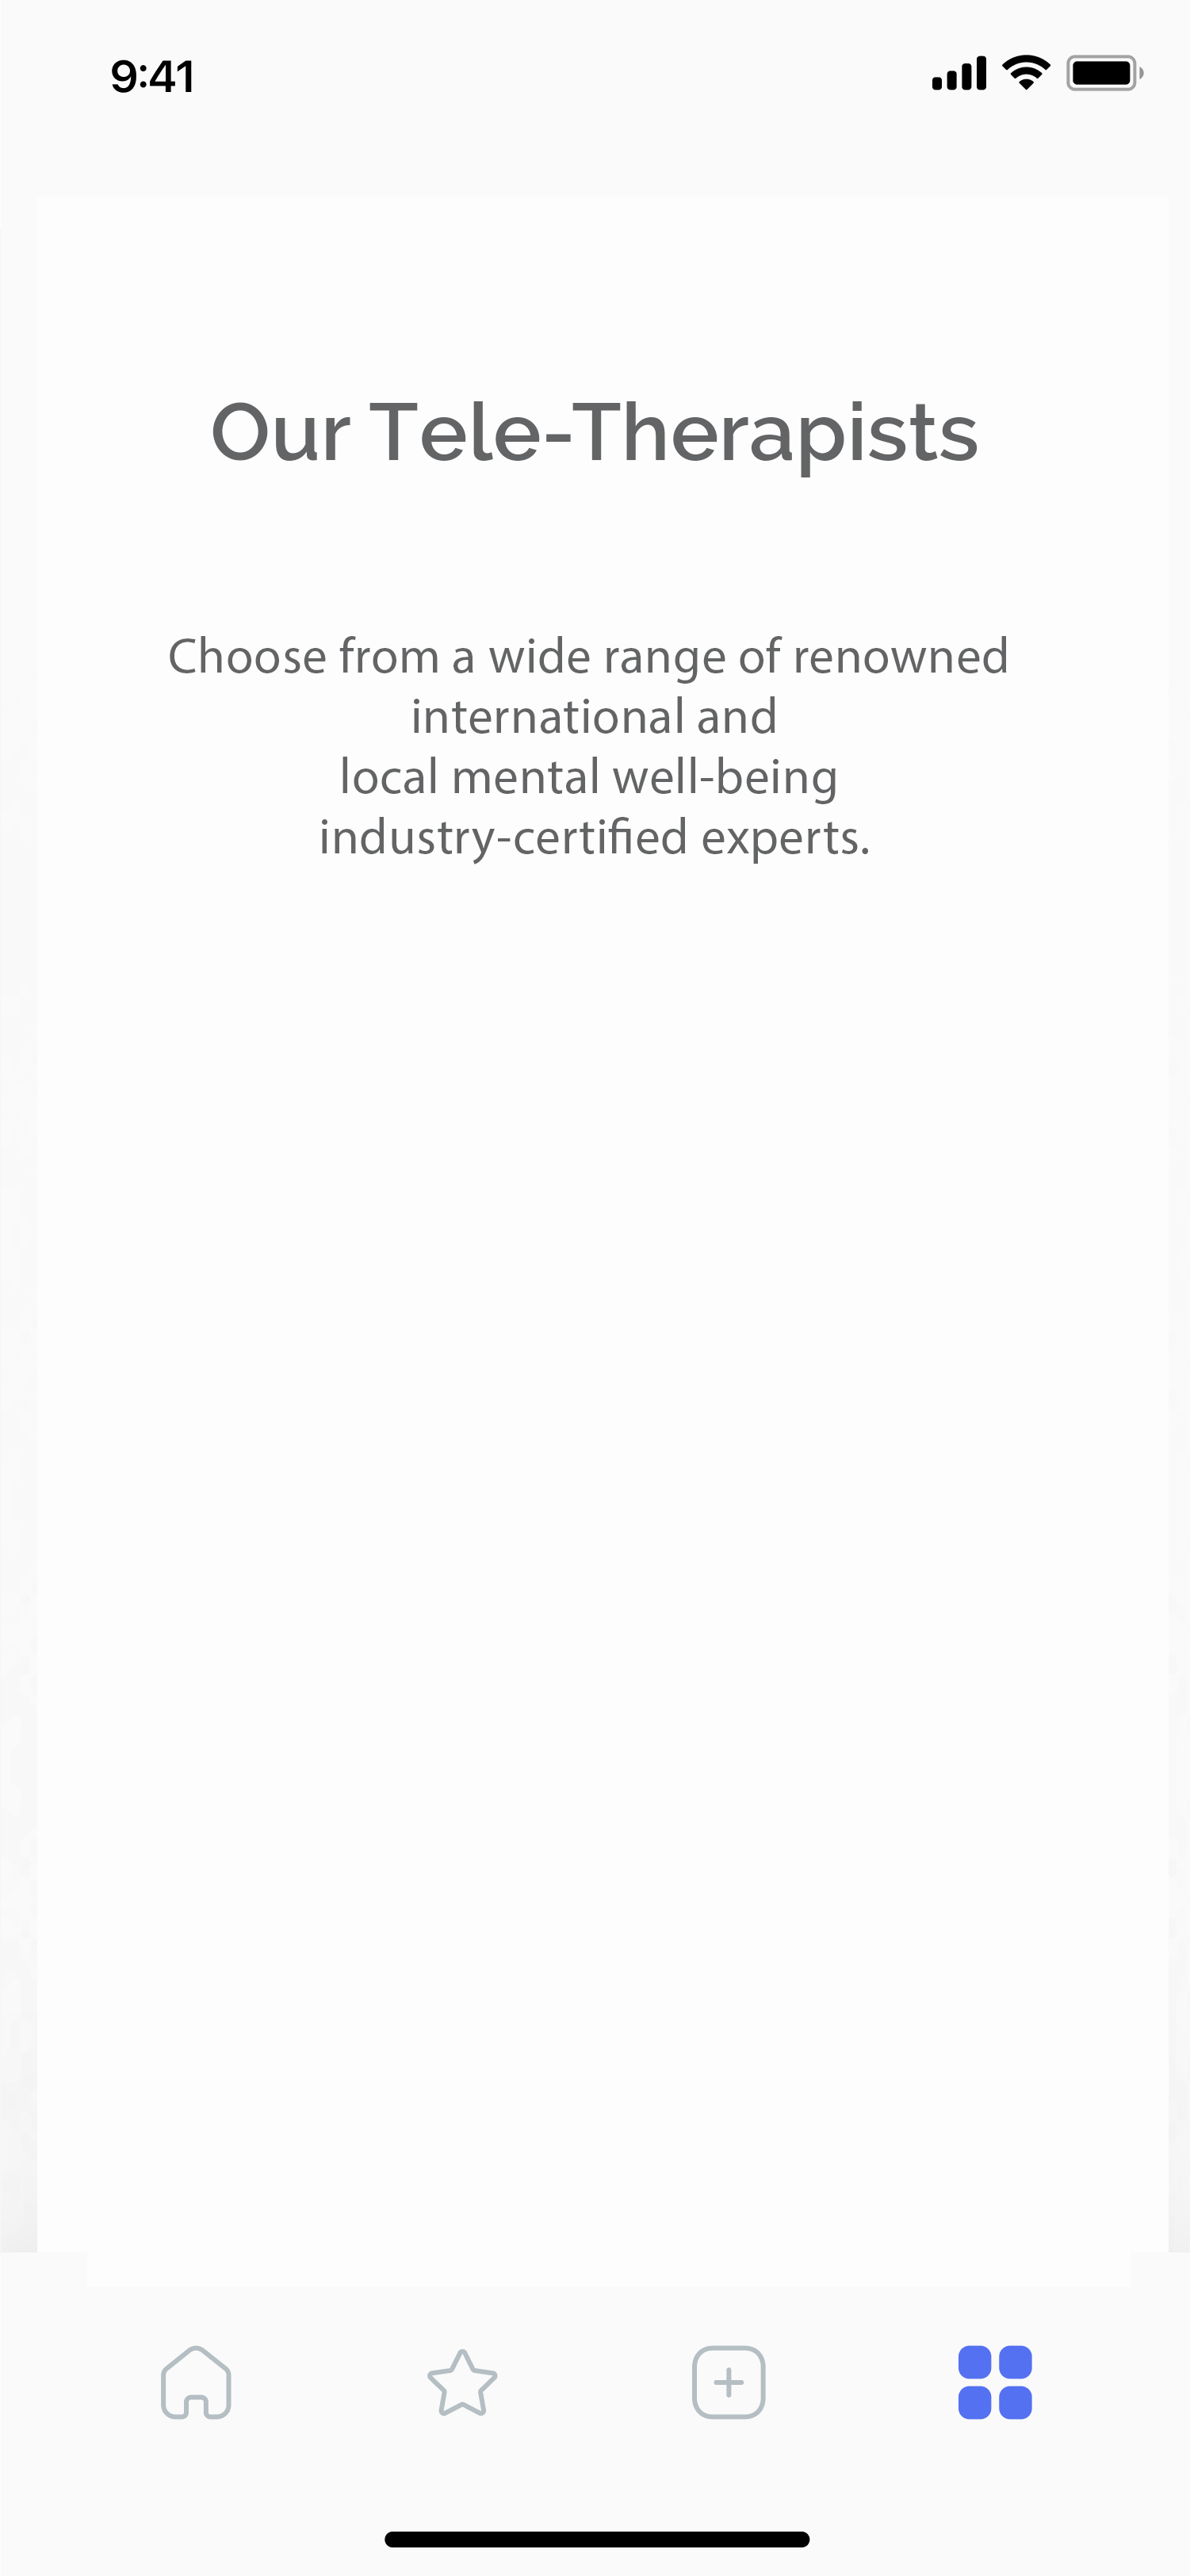 9:41
Our Tele-Therapists
Choose from a wide range of renowned
international and
local mental well-being
industry-certified experts.